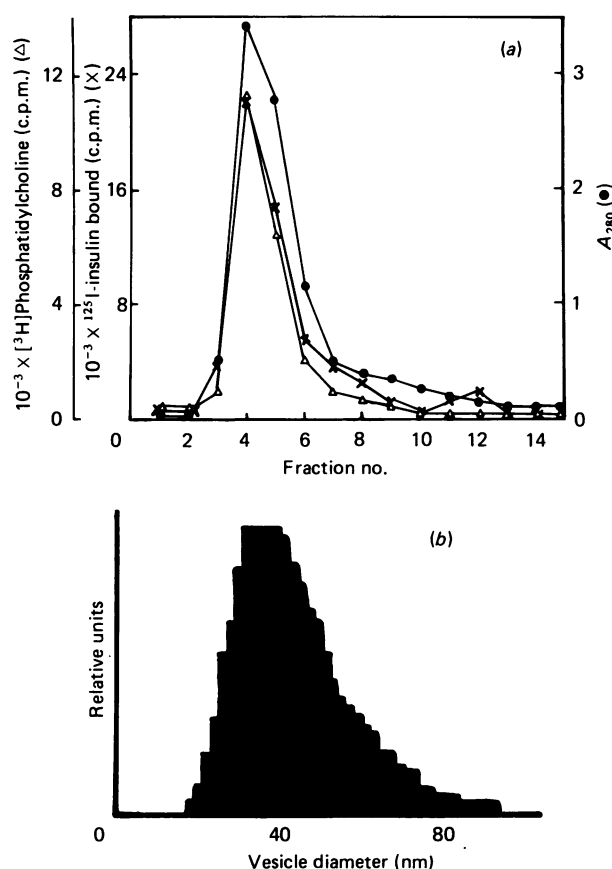 10⁻³ × [³H]Phosphatidylcholine (c.p.m.) (△)
12
8
4
0
10⁻³ × ¹²⁵I-insulin bound (c.p.m.) (×)
24
16
8
0
(a)
3
2
1
0
A₂₈₀ (●)
2
4
6
8
10
12
14
Fraction no.
(b)
Relative units
0
40
80
Vesicle diameter (nm)